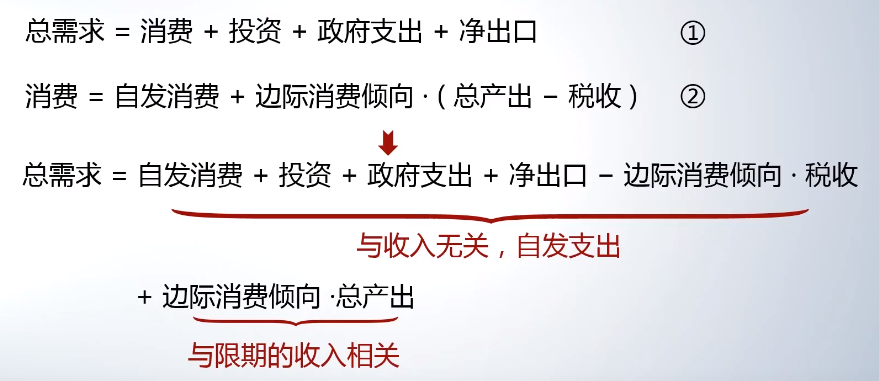 总需求 = 消费 + 投资 + 政府支出 + 净出口 ①
消费 = 自发消费 + 边际消费倾向·( 总产出 − 税收 ) ②
总需求 = 自发消费 + 投资 + 政府支出 + 净出口 − 边际消费倾向 · 税收
与收入无关，自发支出
+ 边际消费倾向 ·总产出
与限期的收入相关